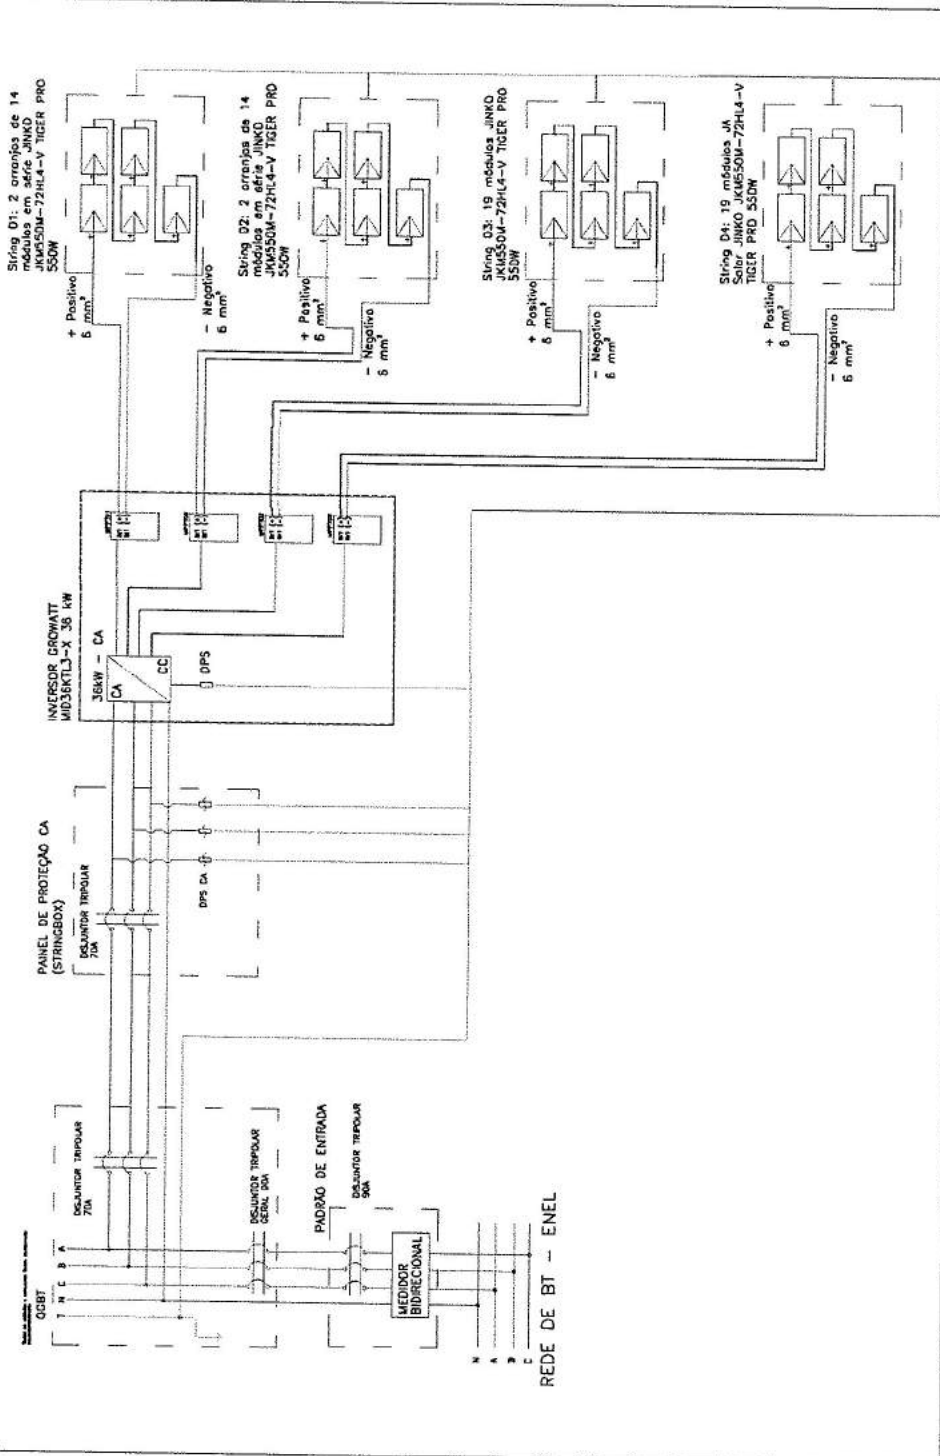 String 01: 2 arranjos de 14
módulos em série JINKO
JKM550M-72HL4-V TIGER PRO
550W
+ Positivo
6 mm²
- Negativo
6 mm²
String 02: 2 arranjos de 14
módulos em série JINKO
JKM550M-72HL4-V TIGER PRO
550W
+ Positivo
6 mm²
- Negativo
6 mm²
String 03: 19 módulos JINKO
JKM550M-72HL4-V TIGER PRO
550W
+ Positivo
6 mm²
- Negativo
6 mm²
String 04: 19 módulos JA
Solar JINKO JKM550M-72HL4-V
TIGER PRO 550W
+ Positivo
6 mm²
- Negativo
6 mm²
INVERSOR GROWATT
MID36KTL3-X 36 kW
36kW - CA
CA
CC
DPS
PAINEL DE PROTEÇÃO CA
(STRINGBOX)
DISJUNTOR TRIPOLAR
70A
DPS CA
QGBT
DISJUNTOR TRIPOLAR
70A
A
B
C
N
T
DISJUNTOR TRIPOLAR
GERAL 90A
PADRÃO DE ENTRADA
DISJUNTOR TRIPOLAR
90A
MEDIDOR
BIDIRECIONAL
N
A
B
C
REDE DE BT - ENEL